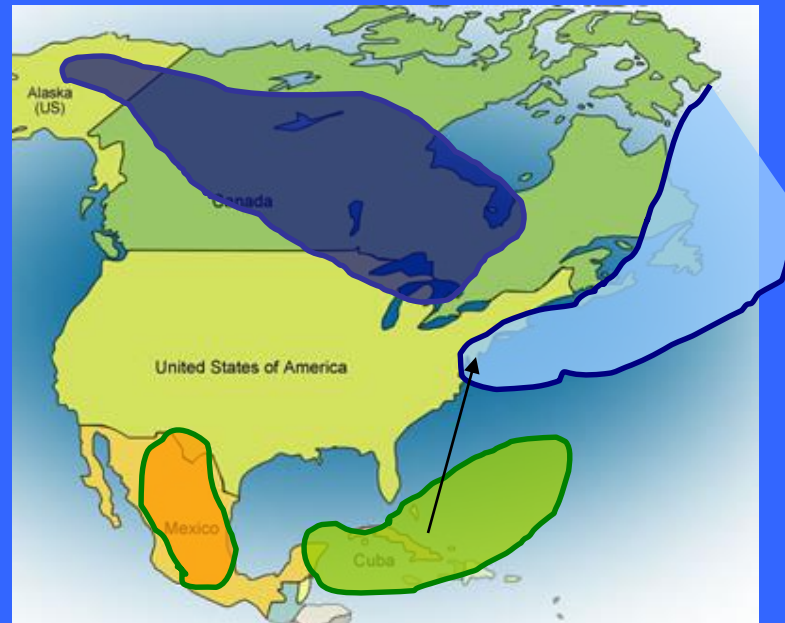 Alaska
(US)
Canada
United States of America
Mexico
Cuba